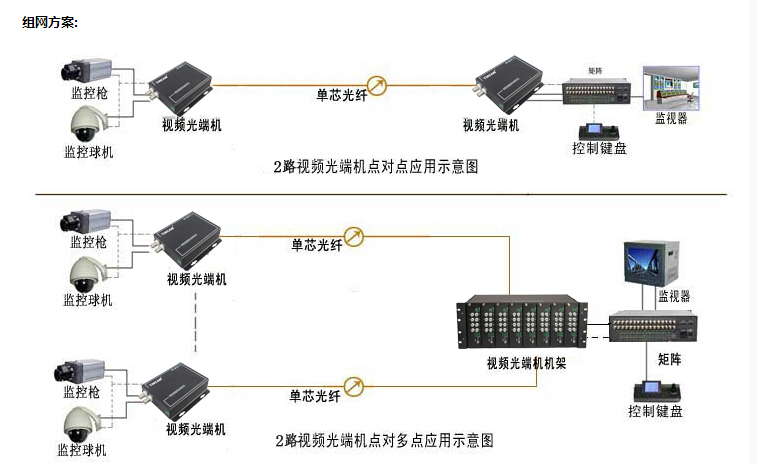 组网方案:
监控枪
视频光端机
单芯光纤
视频光端机
矩阵
监视器
监控球机
控制键盘
2路视频光端机点对点应用示意图
监控枪
视频光端机
单芯光纤
监控球机
监视器
视频光端机机架
矩阵
监控枪
单芯光纤
控制键盘
监控球机
视频光端机
2路视频光端机点对多点应用示意图